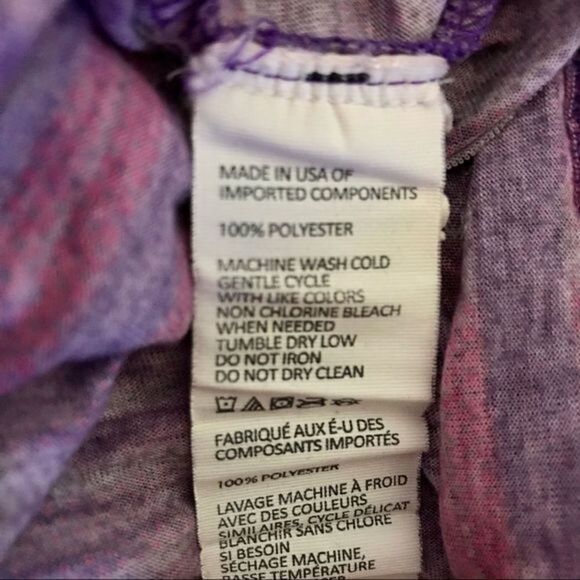 MADE IN USA OF
IMPORTED COMPONENTS
100% POLYESTER
MACHINE WASH COLD
GENTLE CYCLE
WITH LIKE COLORS
NON CHLORINE BLEACH
WHEN NEEDED
TUMBLE DRY LOW
DO NOT IRON
DO NOT DRY CLEAN
FABRIQUÉ AUX É-U DES
COMPOSANTS IMPORTÉS
100% POLYESTER
LAVAGE MACHINE À FROID
AVEC DES COULEURS
SIMILAIRES, CYCLE DÉLICAT
BLANCHIR SANS CHLORE
SI BESOIN
SÉCHAGE MACHINE,
BASSE TEMPÉRATURE